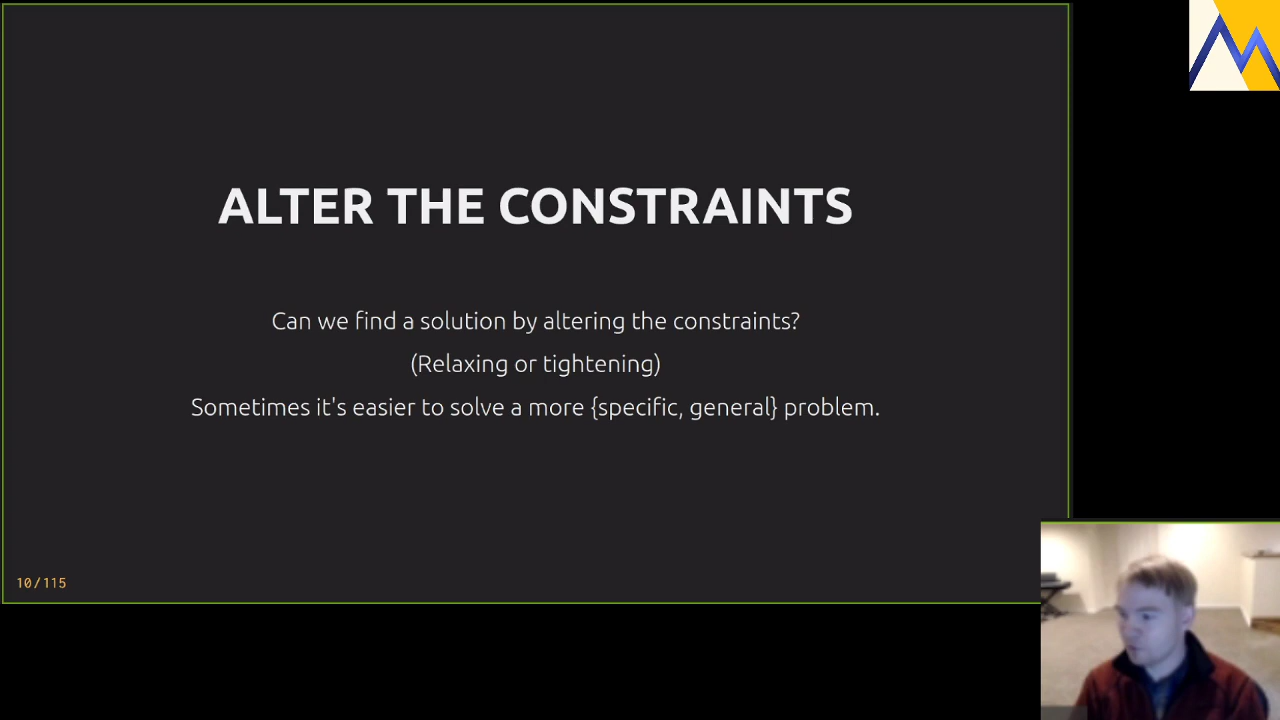 ALTER THE CONSTRAINTS
Can we find a solution by altering the constraints?
(Relaxing or tightening)
Sometimes it's easier to solve a more {specific, general} problem.
10/115